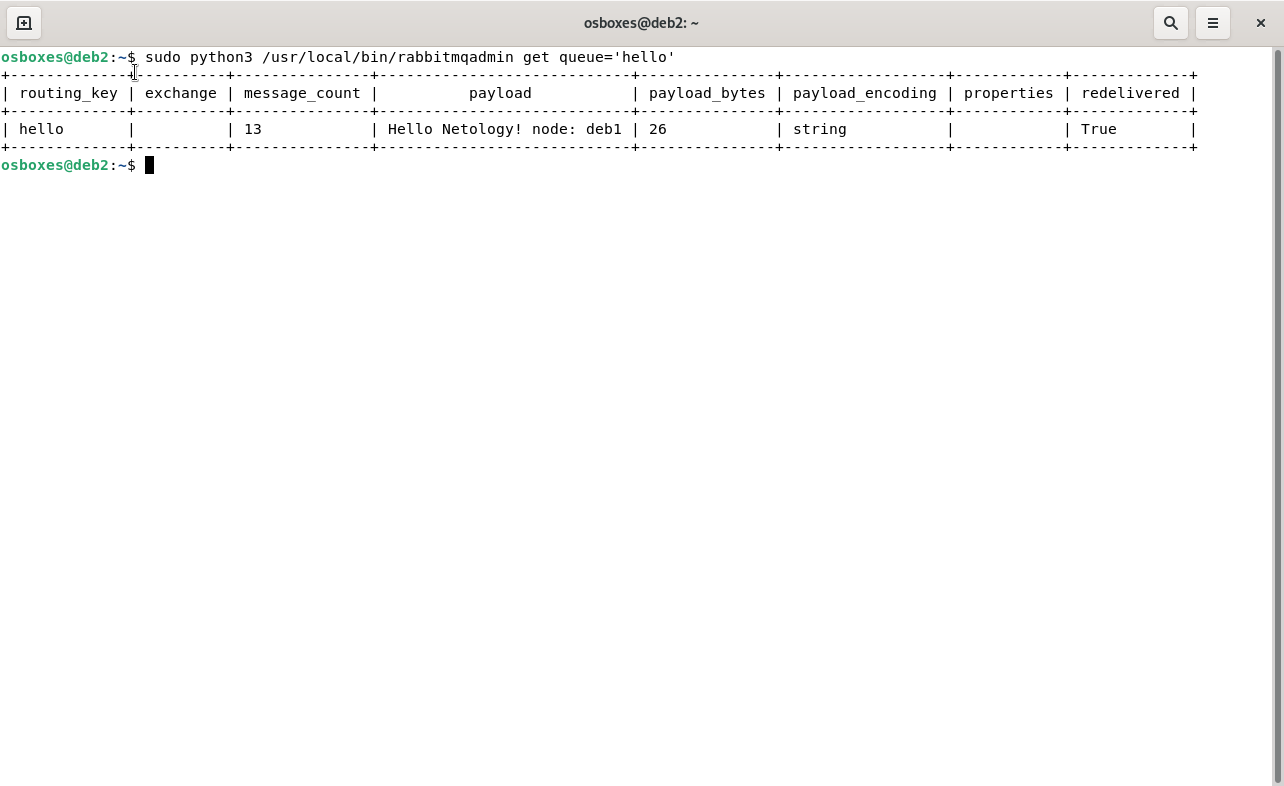 osboxes@deb2: ~
osboxes@deb2:~$ sudo python3 /usr/local/bin/rabbitmqadmin get queue='hello'
+-------------+----------+---------------+----------------------------+---------------+------------------+------------+-------------+
| routing_key | exchange | message_count |          payload           | payload_bytes | payload_encoding | properties | redelivered |
+-------------+----------+---------------+----------------------------+---------------+------------------+------------+-------------+
| hello       |          | 13            | Hello Netology! node: deb1 | 26            | string           |            | True        |
+-------------+----------+---------------+----------------------------+---------------+------------------+------------+-------------+
osboxes@deb2:~$